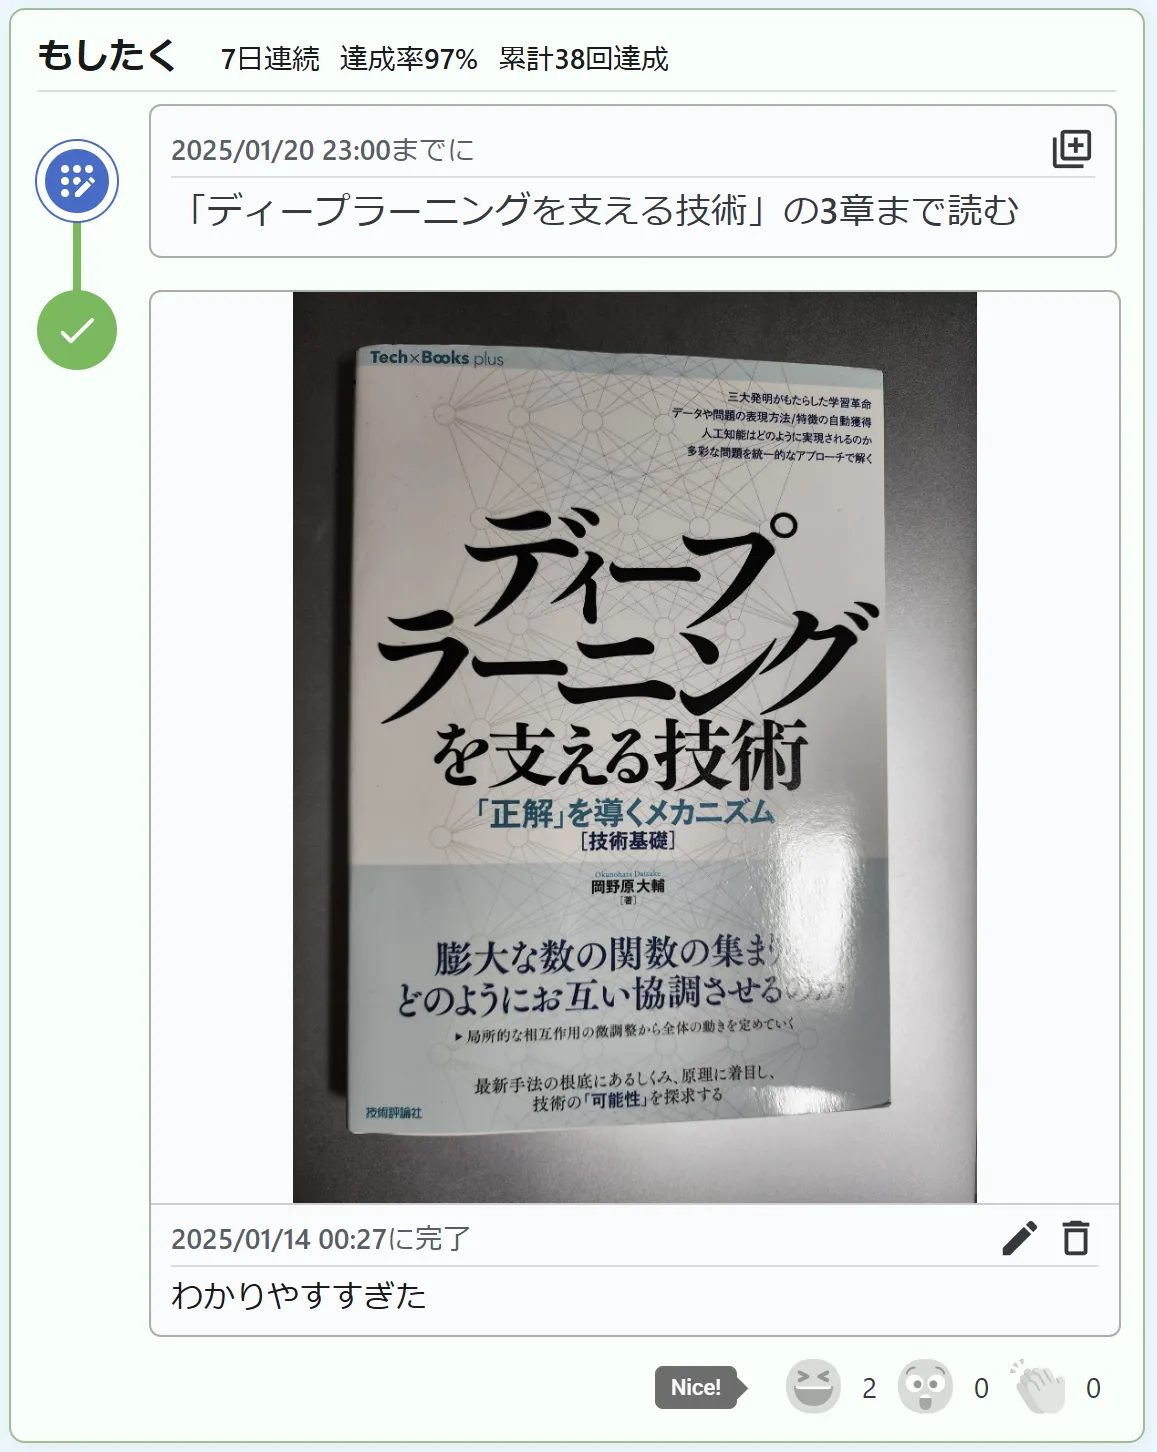 もしたく 7日連続 達成率97% 累計38回達成
2025/01/20 23:00までに
「ディープラーニングを支える技術」の3章まで読む
Tech×Books plus
三大発明がもたらした学習革命
データや問題の表現方法/特徴の自動獲得
人工知能はどのように実現されるのか
多彩な問題を統一的なアプローチで解く
ディープ
ラーニング
を支える技術
「正解」を導くメカニズム
[技術基礎]
Okanohara Daisuke
岡野原大輔
[著]
膨大な数の関数の集ま
どのようにお互い協調させるのか
▶局所的な相互作用の微調整から全体の動きを定めていく
最新手法の根底にあるしくみ、原理に着目し、
技術の「可能性」を探求する
技術評論社
2025/01/14 00:27に完了
わかりやすすぎた
Nice! 2 0 0